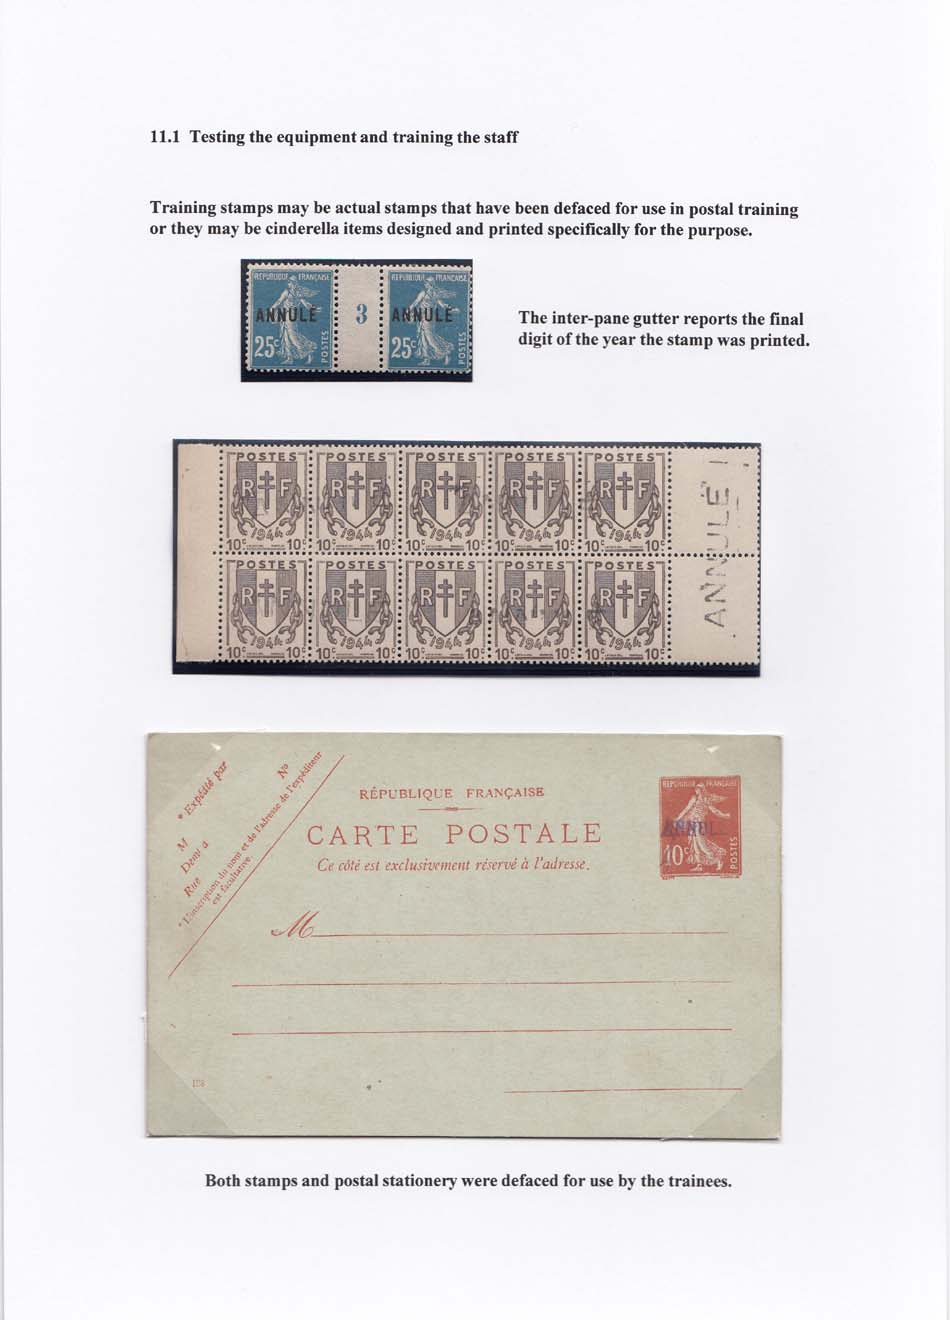 11.1 Testing the equipment and training the staff
Training stamps may be actual stamps that have been defaced for use in postal training
or they may be cinderella items designed and printed specifically for the purpose.
REPUBLIQUE FRANÇAISE
ANNULÉ
25c
POSTES
3
REPUBLIQUE FRANÇAISE
ANNULÉ
25c
POSTES
The inter-pane gutter reports the final
digit of the year the stamp was printed.
POSTES POSTES POSTES POSTES POSTES
R F R F R F R F R F
1944 1944 1944 1944 1944
10c 10c 10c 10c 10c 10c 10c 10c 10c 10c
POSTES POSTES POSTES POSTES POSTES
R F R F R F R F R F
1944 1944 1944 1944 1944
10c 10c 10c 10c 10c 10c 10c 10c 10c 10c
ANNULÉ
* Expédié par
M
Demt à
Rue
No
* L'inscription du nom et de l'adresse de l'expéditeur
est facultative.
RÉPUBLIQUE FRANÇAISE
CARTE POSTALE
Ce côté est exclusivement réservé à l'adresse.
REPUBLIQUE FRANÇAISE
ANNUL
10c
POSTES
M
Both stamps and postal stationery were defaced for use by the trainees.